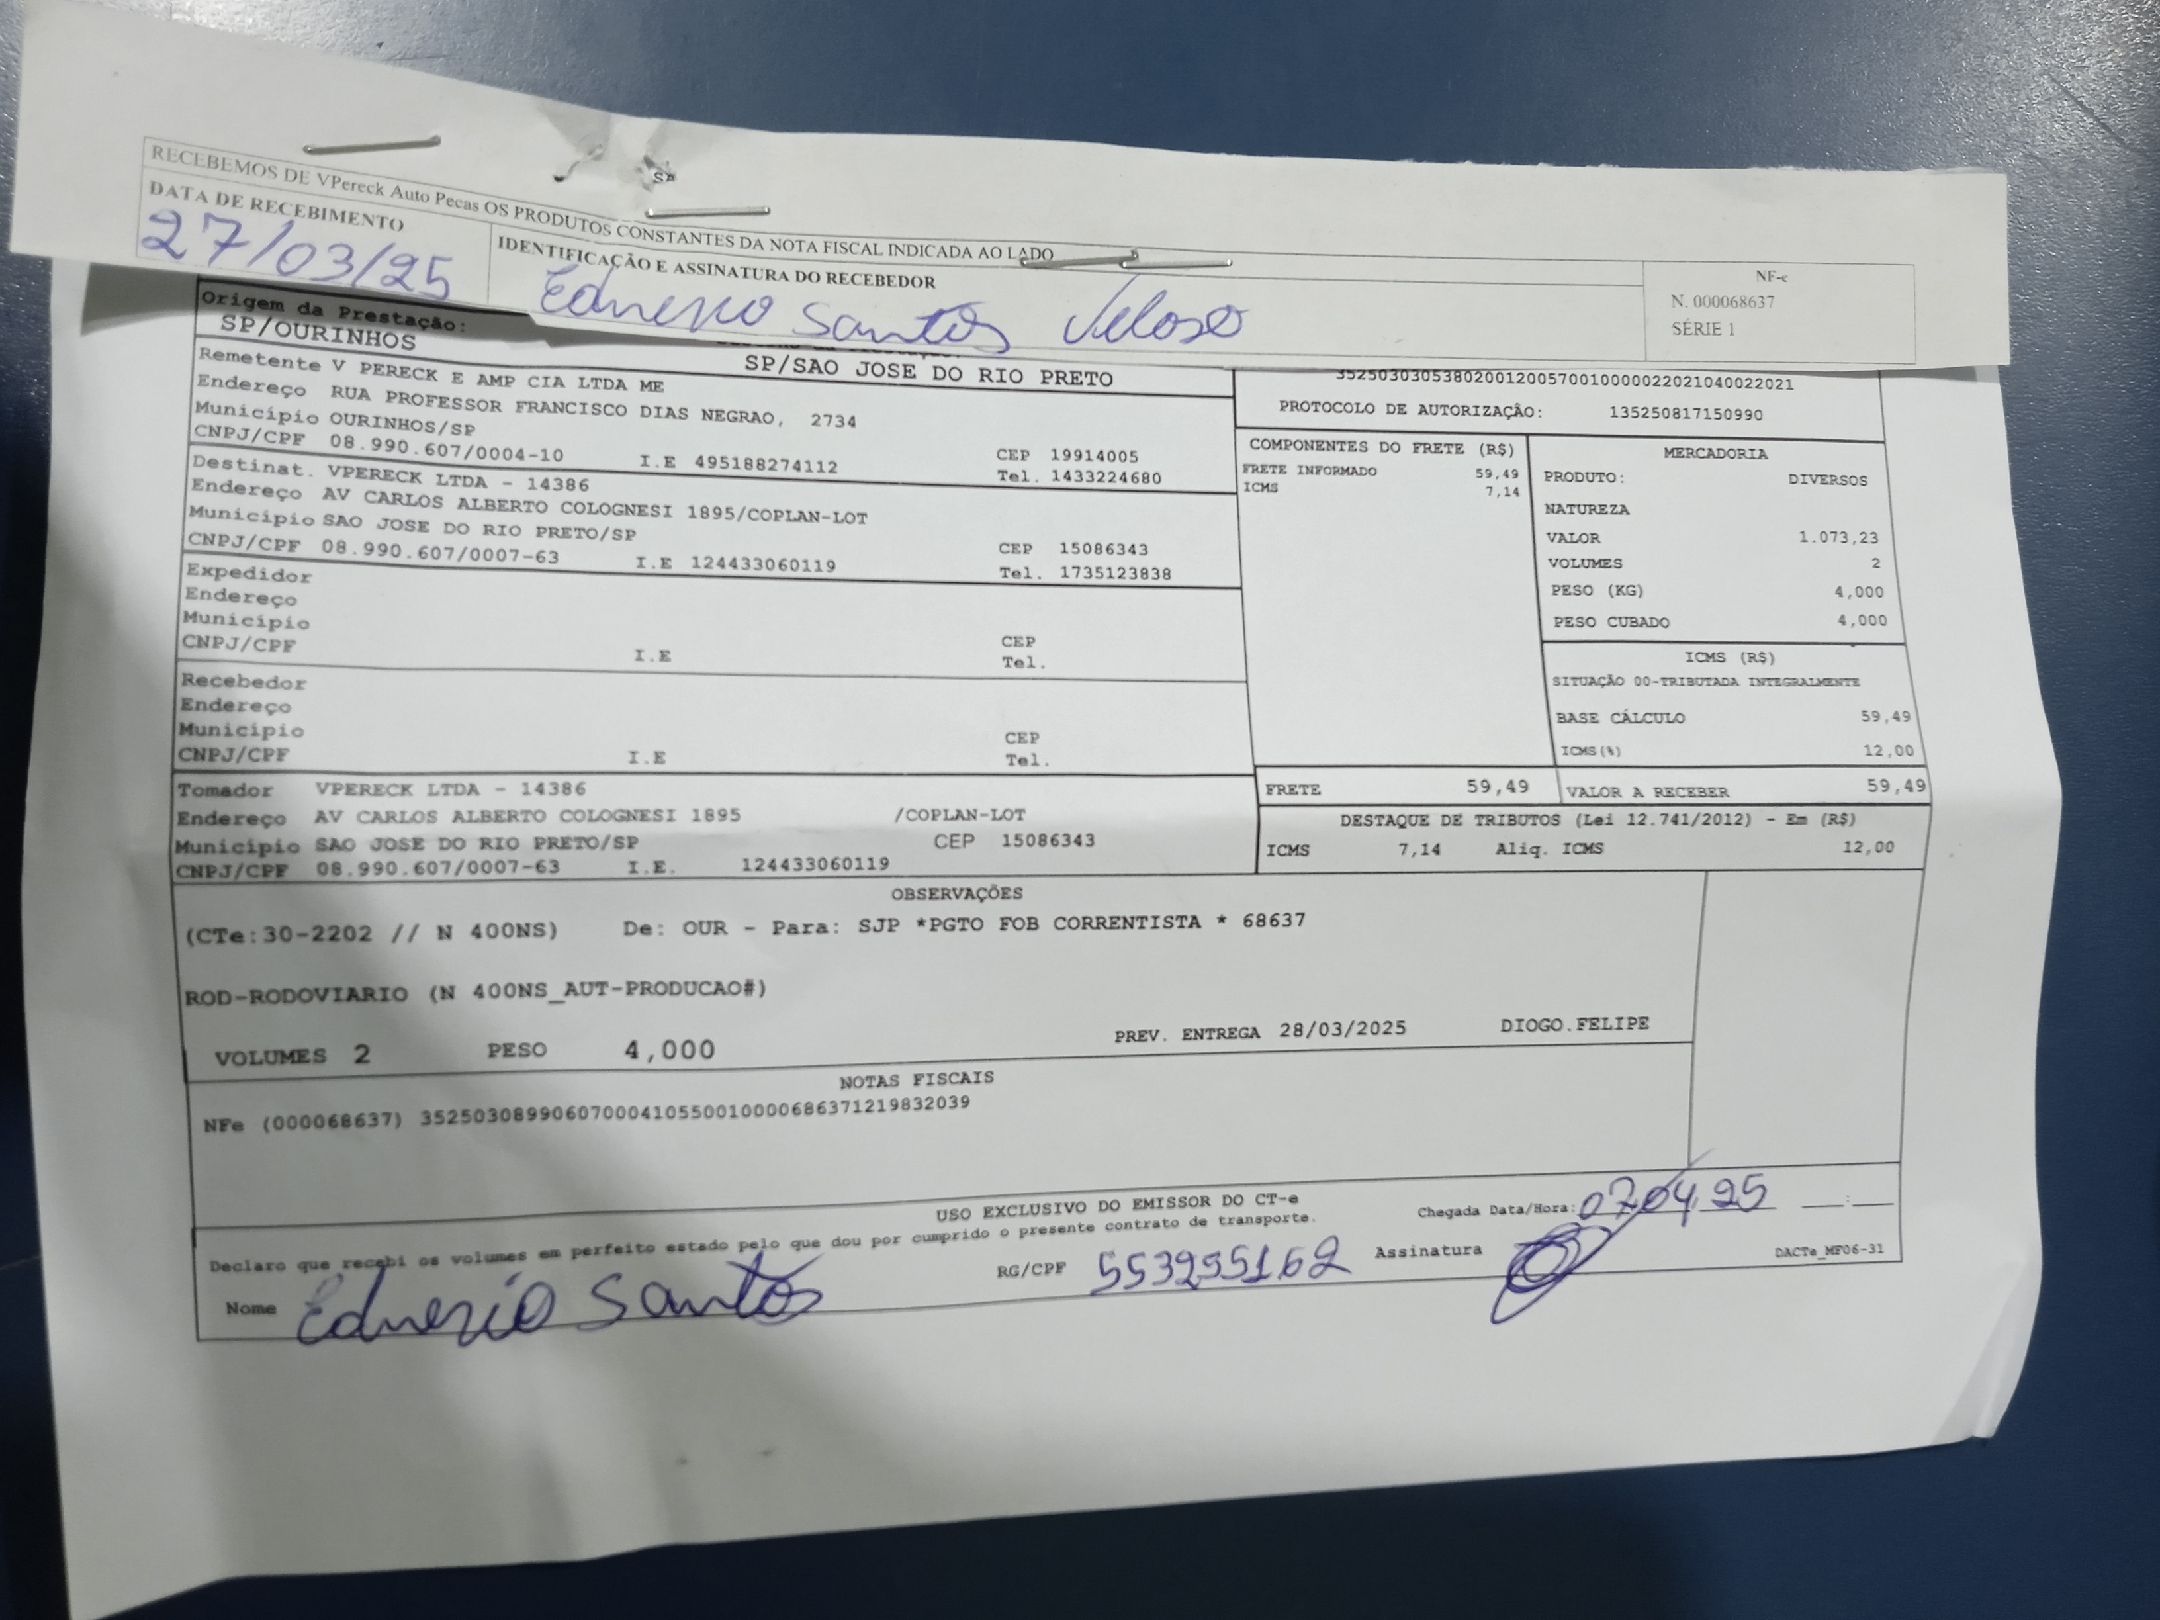 RECEBEMOS DE VPereck Auto Pecas OS PRODUTOS CONSTANTES DA NOTA FISCAL INDICADA AO LADO
DATA DE RECEBIMENTO
27/03/25
IDENTIFICAÇÃO E ASSINATURA DO RECEBEDOR
Santos Veloso
NF-e
N. 000068637
SÉRIE 1
Origem da Prestação:
SP/OURINHOS
SP/SAO JOSE DO RIO PRETO
Remetente V PERECK E AMP CIA LTDA ME
Endereço RUA PROFESSOR FRANCISCO DIAS NEGRAO, 2734
Município OURINHOS/SP CEP 19914005
CNPJ/CPF 08.990.607/0004-10 I.E 495188274112 Tel. 1433224680
Destinat. VPERECK LTDA - 14386
Endereço AV CARLOS ALBERTO COLOGNESI 1895/COPLAN-LOT
Município SAO JOSE DO RIO PRETO/SP CEP 15086343
CNPJ/CPF 08.990.607/0007-63 I.E 124433060119 Tel. 1735123838
Expedidor
Endereço
Município CEP
CNPJ/CPF I.E Tel.
Recebedor
Endereço
Município CEP
CNPJ/CPF I.E Tel.
Tomador VPERECK LTDA - 14386
Endereço AV CARLOS ALBERTO COLOGNESI 1895 /COPLAN-LOT
Município SAO JOSE DO RIO PRETO/SP CEP 15086343
CNPJ/CPF 08.990.607/0007-63 I.E. 124433060119
35250303053802001200570010000022021040022021
PROTOCOLO DE AUTORIZAÇÃO: 135250817150990
COMPONENTES DO FRETE (R$)
FRETE INFORMADO 59,49
ICMS 7,14
MERCADORIA
PRODUTO: DIVERSOS
NATUREZA
VALOR 1.073,23
VOLUMES 2
PESO (KG) 4,000
PESO CUBADO 4,000
ICMS (R$)
SITUAÇÃO 00-TRIBUTADA INTEGRALMENTE
BASE CÁLCULO 59,49
ICMS(%) 12,00
FRETE 59,49 VALOR A RECEBER 59,49
DESTAQUE DE TRIBUTOS (Lei 12.741/2012) - Em (R$)
ICMS 7,14 Aliq. ICMS 12,00
OBSERVAÇÕES
(CTe:30-2202 // N 400NS) De: OUR - Para: SJP *PGTO FOB CORRENTISTA * 68637
ROD-RODOVIARIO (N 400NS_AUT-PRODUCAO#)
VOLUMES 2 PESO 4,000 PREV. ENTREGA 28/03/2025 DIOGO.FELIPE
NOTAS FISCAIS
NFe (000068637) 35250308990607000410550010000686371219832039
USO EXCLUSIVO DO EMISSOR DO CT-e
Declaro que recebi os volumes em perfeito estado pelo que dou por cumprido o presente contrato de transporte.
Chegada Data/Hora: 07 04 25 __:__
Nome Santos RG/CPF 553255162 Assinatura
DACTe_MF06-31